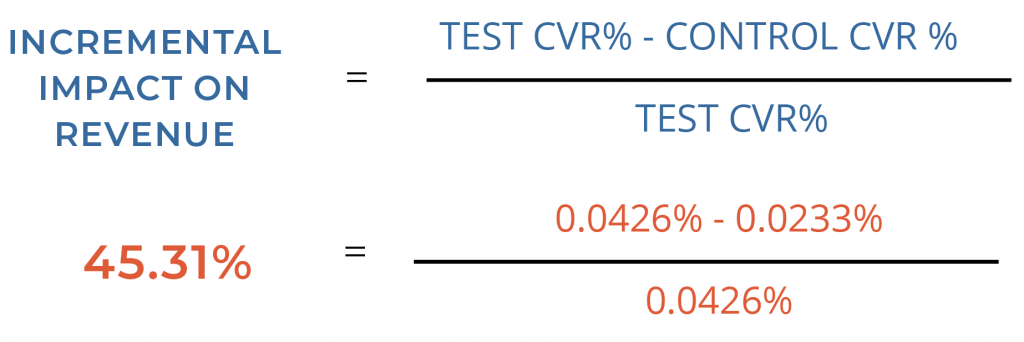 INCREMENTAL
IMPACT ON
REVENUE
=
TEST CVR% - CONTROL CVR %
TEST CVR%
45.31%
=
0.0426% - 0.0233%
0.0426%